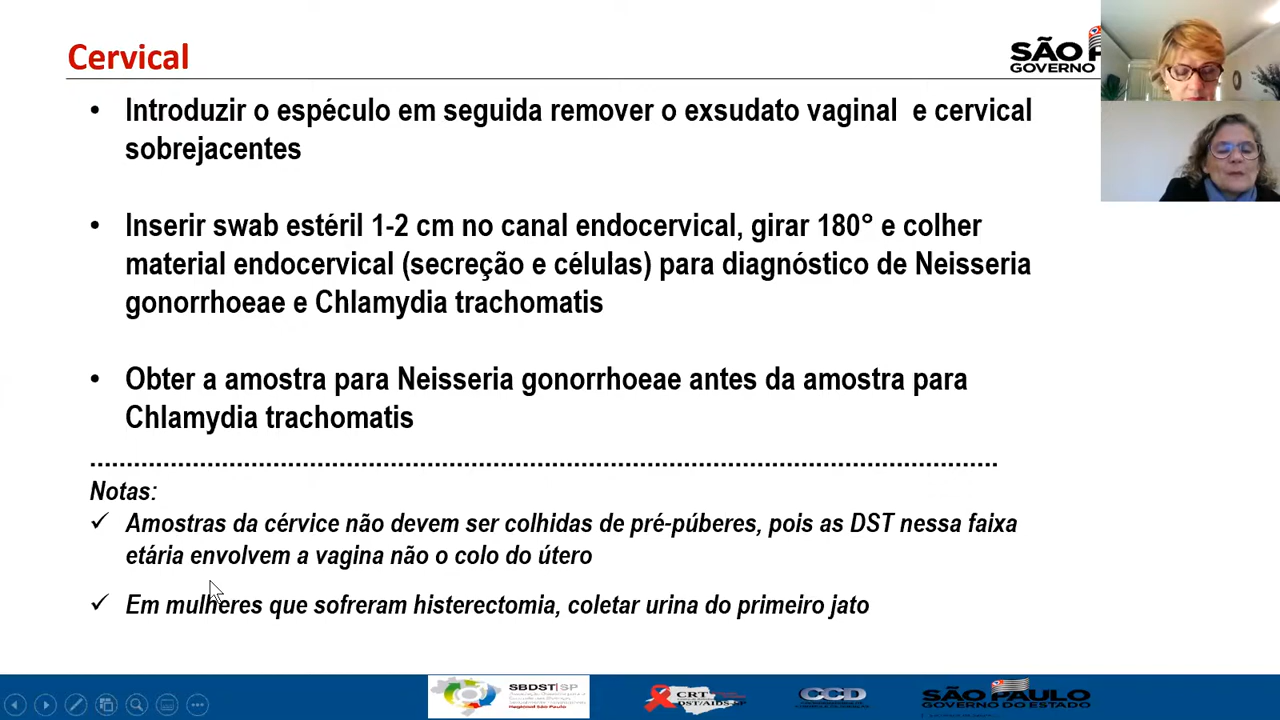 Cervical
SÃO P
GOVERNO
• Introduzir o espéculo em seguida remover o exsudato vaginal e cervical
sobrejacentes
• Inserir swab estéril 1-2 cm no canal endocervical, girar 180° e colher
material endocervical (secreção e células) para diagnóstico de Neisseria
gonorrhoeae e Chlamydia trachomatis
• Obter a amostra para Neisseria gonorrhoeae antes da amostra para
Chlamydia trachomatis
Notas:
✓ Amostras da cérvice não devem ser colhidas de pré-púberes, pois as DST nessa faixa
etária envolvem a vagina não o colo do útero
✓ Em mulheres que sofreram histerectomia, coletar urina do primeiro jato
SBDST|SP
Regional São Paulo
CRT
DST/AIDS-SP
CCD
SÃO PAULO
GOVERNO DO ESTADO